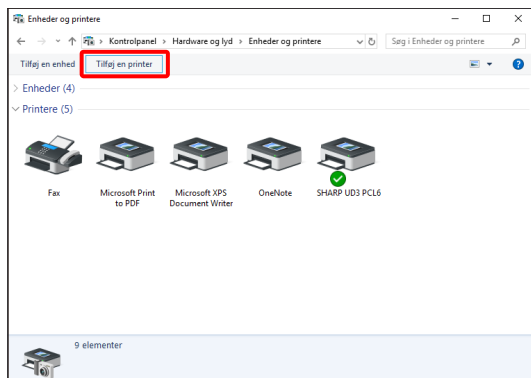 Enheder og printere
Kontrolpanel > Hardware og lyd > Enheder og printere
Søg i Enheder og printere
Tilføj en enhed
Tilføj en printer
Enheder (4)
Printere (5)
Fax
Microsoft Print
to PDF
Microsoft XPS
Document Writer
OneNote
SHARP UD3 PCL6
9 elementer